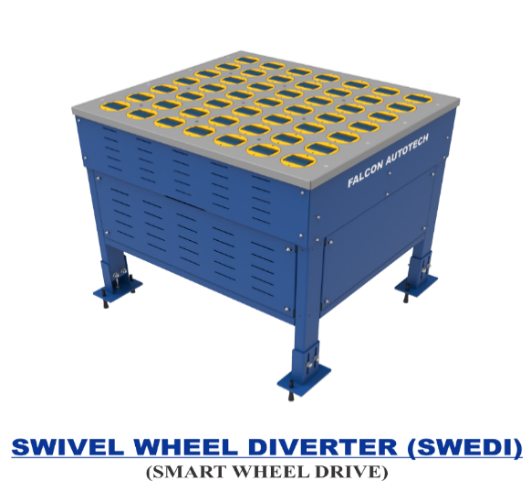 FALCON AUTOTECH
SWIVEL WHEEL DIVERTER (SWEDI)
(SMART WHEEL DRIVE)